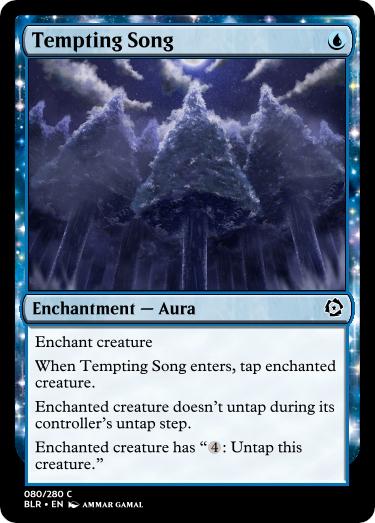 Tempting Song
Enchantment — Aura
Enchant creature
When Tempting Song enters, tap enchanted
creature.
Enchanted creature doesn't untap during its
controller's untap step.
Enchanted creature has “4: Untap this
creature.”
080/280 C
BLR • EN AMMAR GAMAL